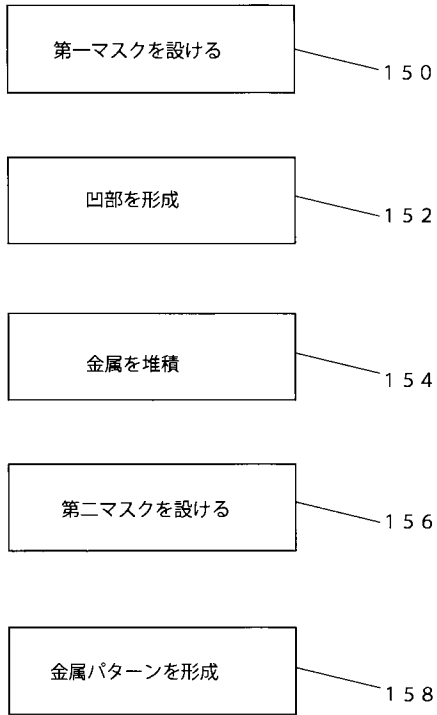 第一マスクを設ける
150
凹部を形成
152
金属を堆積
154
第二マスクを設ける
156
金属パターンを形成
158